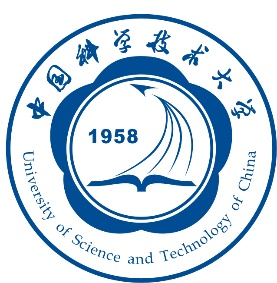 中国科学技术大学
1958
University of Science and Technology of China